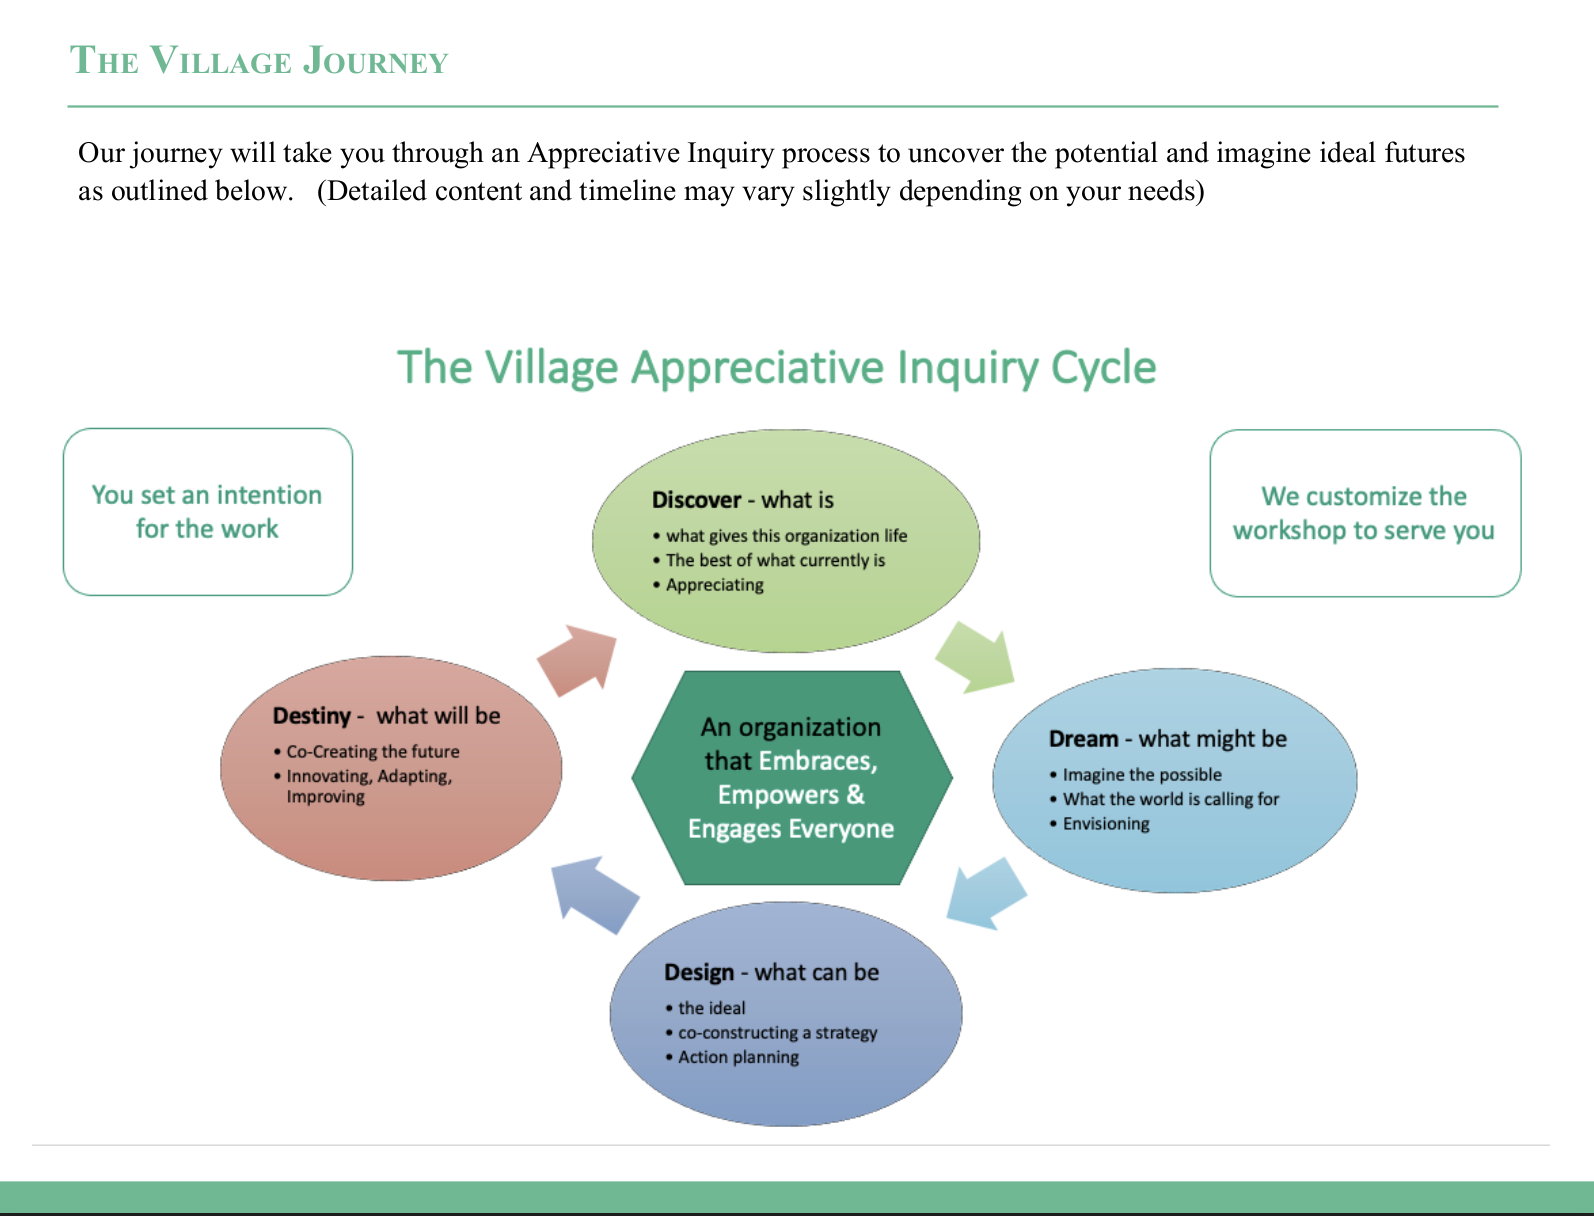 THE VILLAGE JOURNEY
Our journey will take you through an Appreciative Inquiry process to uncover the potential and imagine ideal futures
as outlined below. (Detailed content and timeline may vary slightly depending on your needs)
The Village Appreciative Inquiry Cycle
You set an intention
for the work
We customize the
workshop to serve you
Discover - what is
• what gives this organization life
• The best of what currently is
• Appreciating
Dream - what might be
• Imagine the possible
• What the world is calling for
• Envisioning
Design - what can be
• the ideal
• co-constructing a strategy
• Action planning
Destiny - what will be
• Co-Creating the future
• Innovating, Adapting,
Improving
An organization
that Embraces,
Empowers &
Engages Everyone